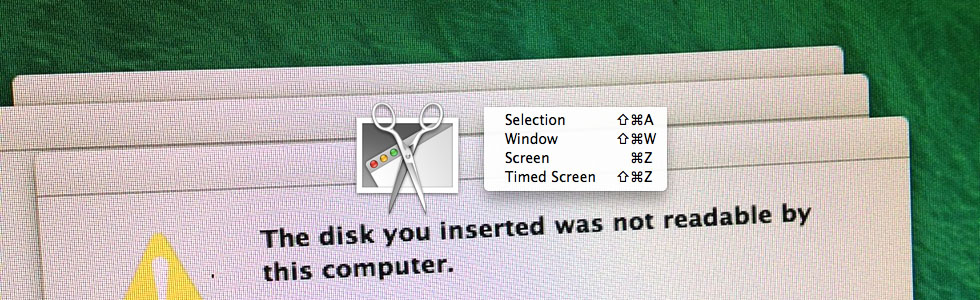 Selection ⇧⌘A
Window ⇧⌘W
Screen ⌘Z
Timed Screen ⇧⌘Z
The disk you inserted was not readable by
this computer.